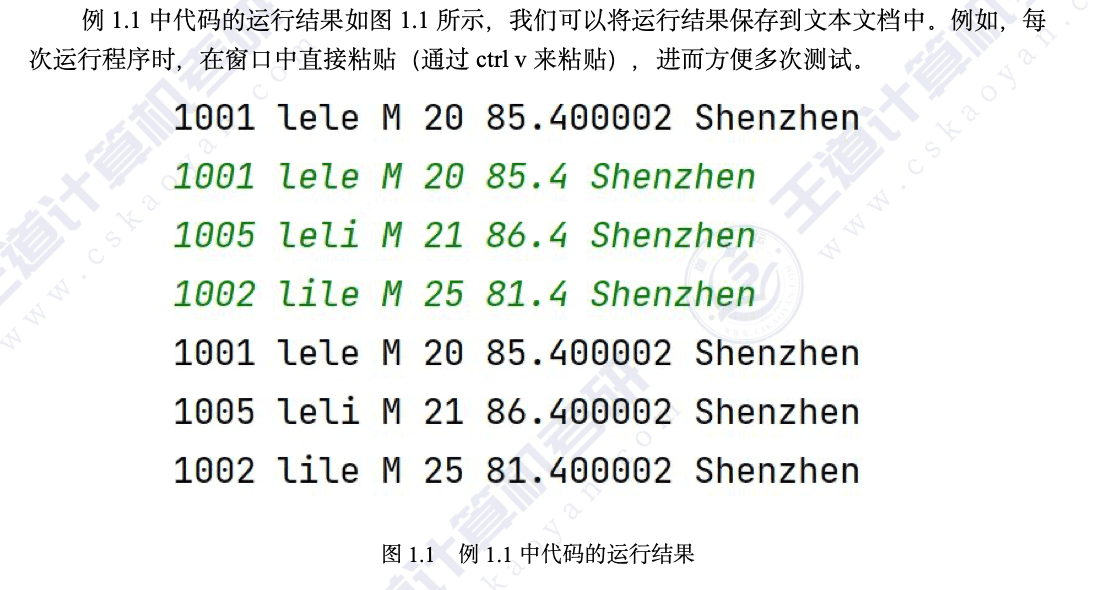 例 1.1 中代码的运行结果如图 1.1 所示，我们可以将运行结果保存到文本文档中。例如，每
次运行程序时，在窗口中直接粘贴（通过 ctrl v 来粘贴），进而方便多次测试。
1001 lele M 20 85.400002 Shenzhen
1001 lele M 20 85.4 Shenzhen
1005 leli M 21 86.4 Shenzhen
1002 lile M 25 81.4 Shenzhen
1001 lele M 20 85.400002 Shenzhen
1005 leli M 21 86.400002 Shenzhen
1002 lile M 25 81.400002 Shenzhen
图 1.1 例 1.1 中代码的运行结果
王道计算机考研
www.cskaoyan.com